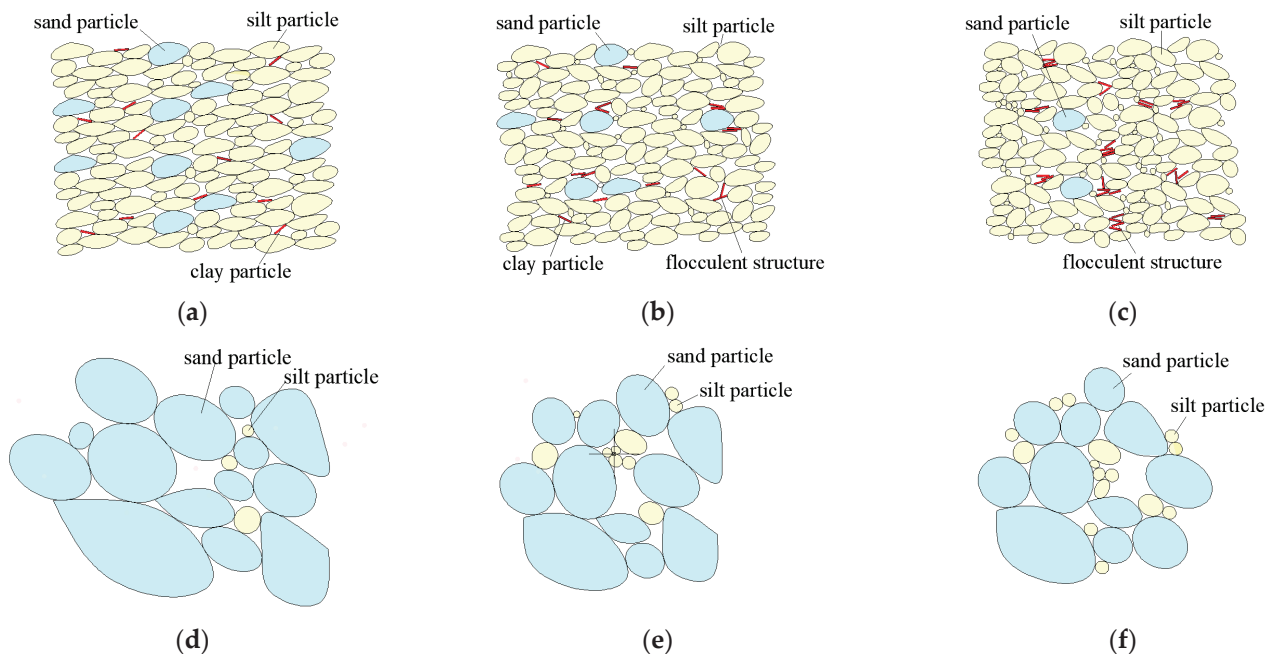 sand particle
silt particle
clay particle
(a)
sand particle
silt particle
clay particle
flocculent structure
(b)
sand particle
silt particle
flocculent structure
(c)
sand particle
silt particle
(d)
sand particle
silt particle
(e)
sand particle
silt particle
(f)